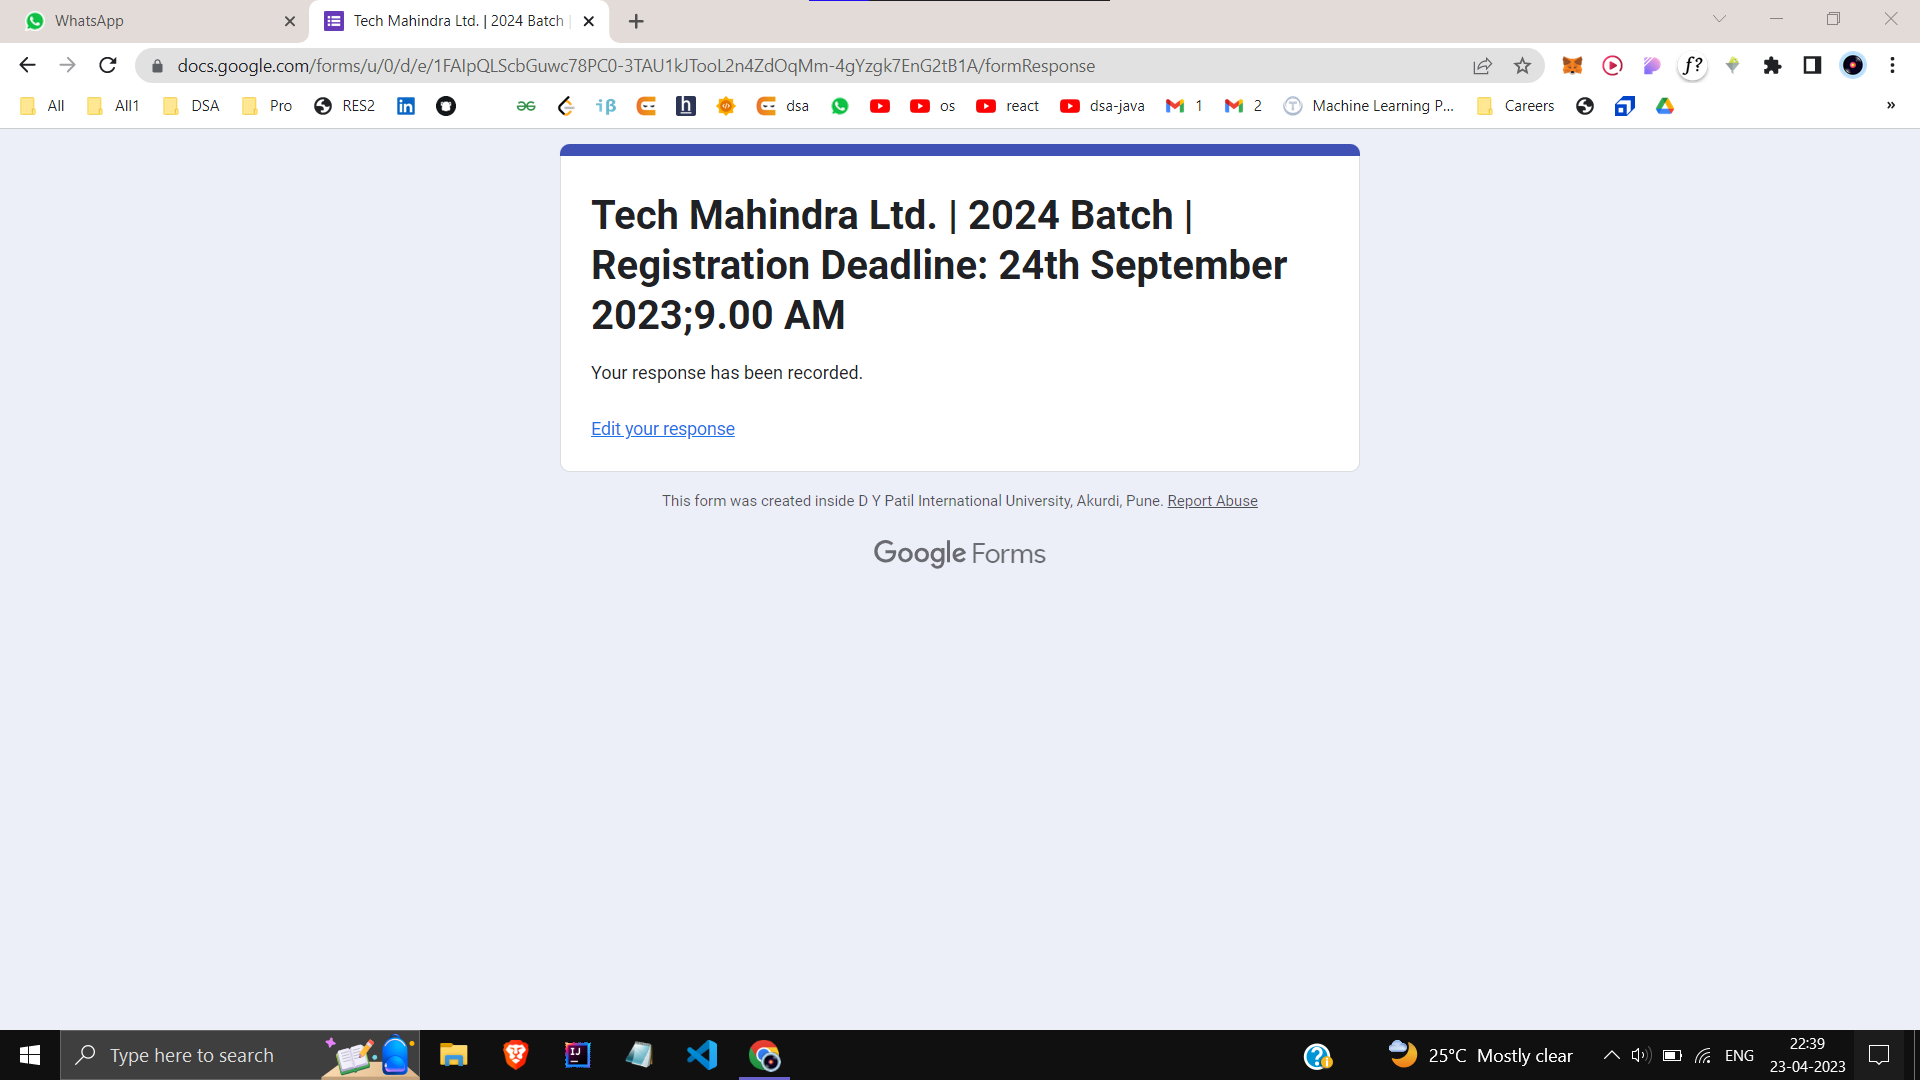 WhatsApp
Tech Mahindra Ltd. | 2024 Batch |
docs.google.com/forms/u/0/d/e/1FAIpQLScbGuwc78PC0-3TAU1kJTooL2n4ZdOqMm-4gYzgk7EnG2tB1A/formResponse
f?
All All1 DSA Pro RES2 in iβ h dsa os react dsa-java 1 2 T Machine Learning P... Careers »
Tech Mahindra Ltd. | 2024 Batch |
Registration Deadline: 24th September
2023;9.00 AM
Your response has been recorded.
Edit your response
This form was created inside D Y Patil International University, Akurdi, Pune. Report Abuse
Google Forms
Type here to search
IJ
25°C Mostly clear
ENG
22:39
23-04-2023